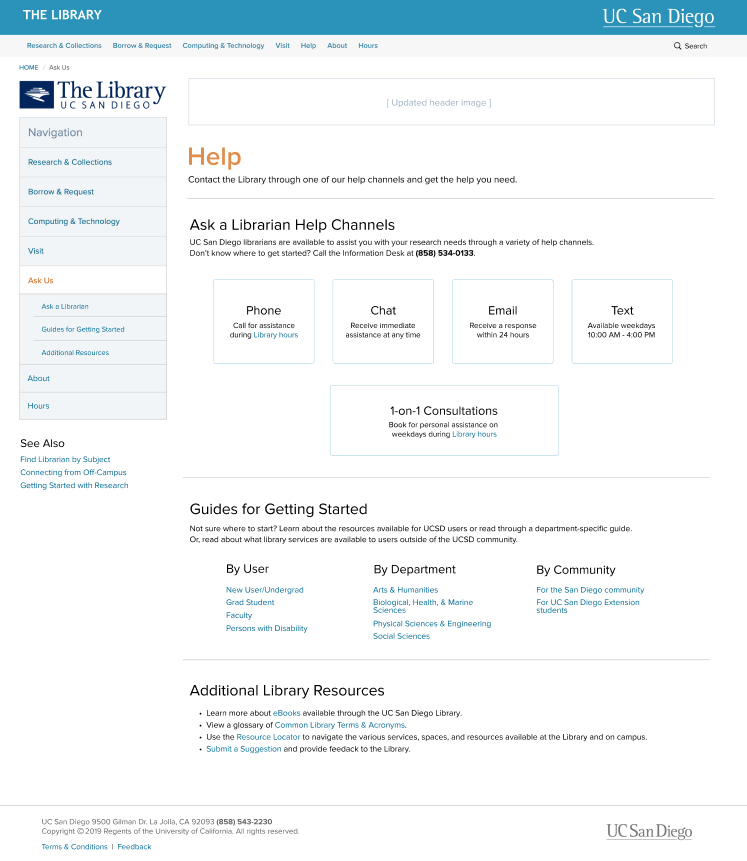 THE LIBRARY
UC San Diego
Research & Collections Borrow & Request Computing & Technology Visit Help About Hours
Search
HOME / Ask Us
The Library
UC SAN DIEGO
[ Updated header image ]
Navigation
Research & Collections
Borrow & Request
Computing & Technology
Visit
Ask Us
Ask a Librarian
Guides for Getting Started
Additional Resources
About
Hours
See Also
Find Librarian by Subject
Connecting from Off-Campus
Getting Started with Research
Help
Contact the Library through one of our help channels and get the help you need.
Ask a Librarian Help Channels
UC San Diego librarians are available to assist you with your research needs through a variety of help channels.
Don't know where to get started? Call the Information Desk at (858) 534-0133.
Phone
Call for assistance
during Library hours
Chat
Receive immediate
assistance at any time
Email
Receive a response
within 24 hours
Text
Available weekdays
10:00 AM - 4:00 PM
1-on-1 Consultations
Book for personal assistance on
weekdays during Library hours
Guides for Getting Started
Not sure where to start? Learn about the resources available for UCSD users or read through a department-specific guide.
Or, read about what library services are available to users outside of the UCSD community.
By User
New User/Undergrad
Grad Student
Faculty
Persons with Disability
By Department
Arts & Humanities
Biological, Health, & Marine
Sciences
Physical Sciences & Engineering
Social Sciences
By Community
For the San Diego community
For UC San Diego Extension
students
Additional Library Resources
• Learn more about eBooks available through the UC San Diego Library.
• View a glossary of Common Library Terms & Acronyms.
• Use the Resource Locator to navigate the various services, spaces, and resources available at the Library and on campus.
• Submit a Suggestion and provide feedack to the Library.
UC San Diego 9500 Gilman Dr. La Jolla, CA 92093 (858) 543-2230
Copyright © 2019 Regents of the University of California. All rights reserved.
Terms & Conditions | Feedback
UC San Diego